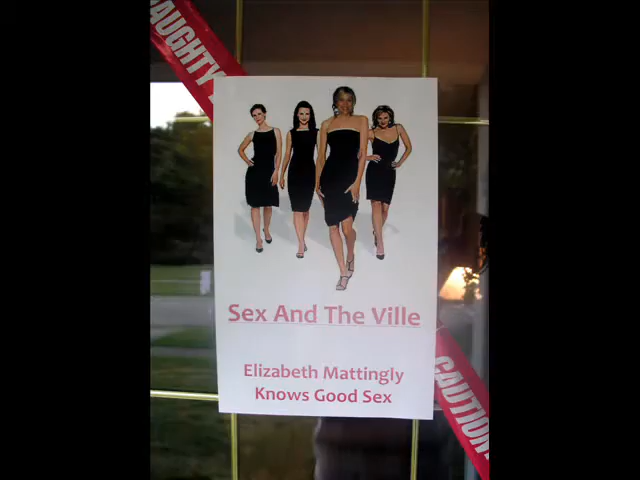 NAUGHTY
Sex And The Ville
Elizabeth Mattingly
Knows Good Sex
CAUTION